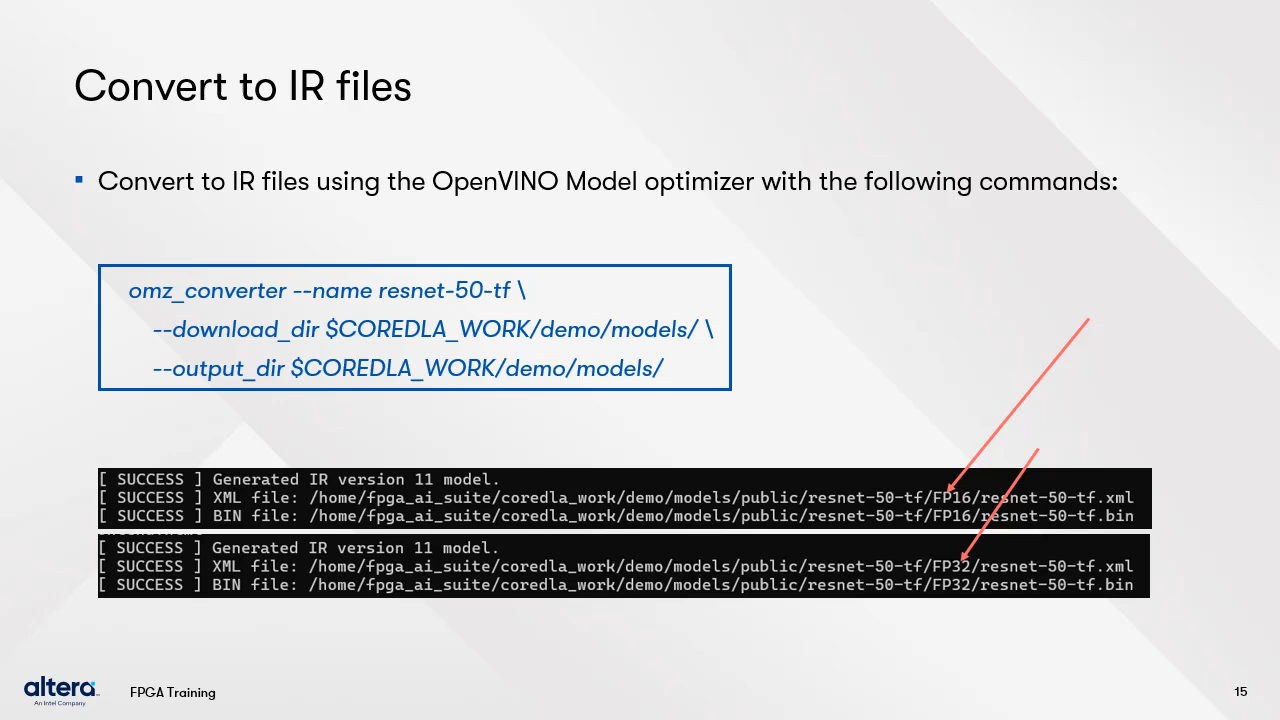 Convert to IR files
▪ Convert to IR files using the OpenVINO Model optimizer with the following commands:
omz_converter --name resnet-50-tf \
--download_dir $COREDLA_WORK/demo/models/ \
--output_dir $COREDLA_WORK/demo/models/
[ SUCCESS ] Generated IR version 11 model.
[ SUCCESS ] XML file: /home/fpga_ai_suite/coredla_work/demo/models/public/resnet-50-tf/FP16/resnet-50-tf.xml
[ SUCCESS ] BIN file: /home/fpga_ai_suite/coredla_work/demo/models/public/resnet-50-tf/FP16/resnet-50-tf.bin
[ SUCCESS ] Generated IR version 11 model.
[ SUCCESS ] XML file: /home/fpga_ai_suite/coredla_work/demo/models/public/resnet-50-tf/FP32/resnet-50-tf.xml
[ SUCCESS ] BIN file: /home/fpga_ai_suite/coredla_work/demo/models/public/resnet-50-tf/FP32/resnet-50-tf.bin
altera
An Intel Company
FPGA Training
15